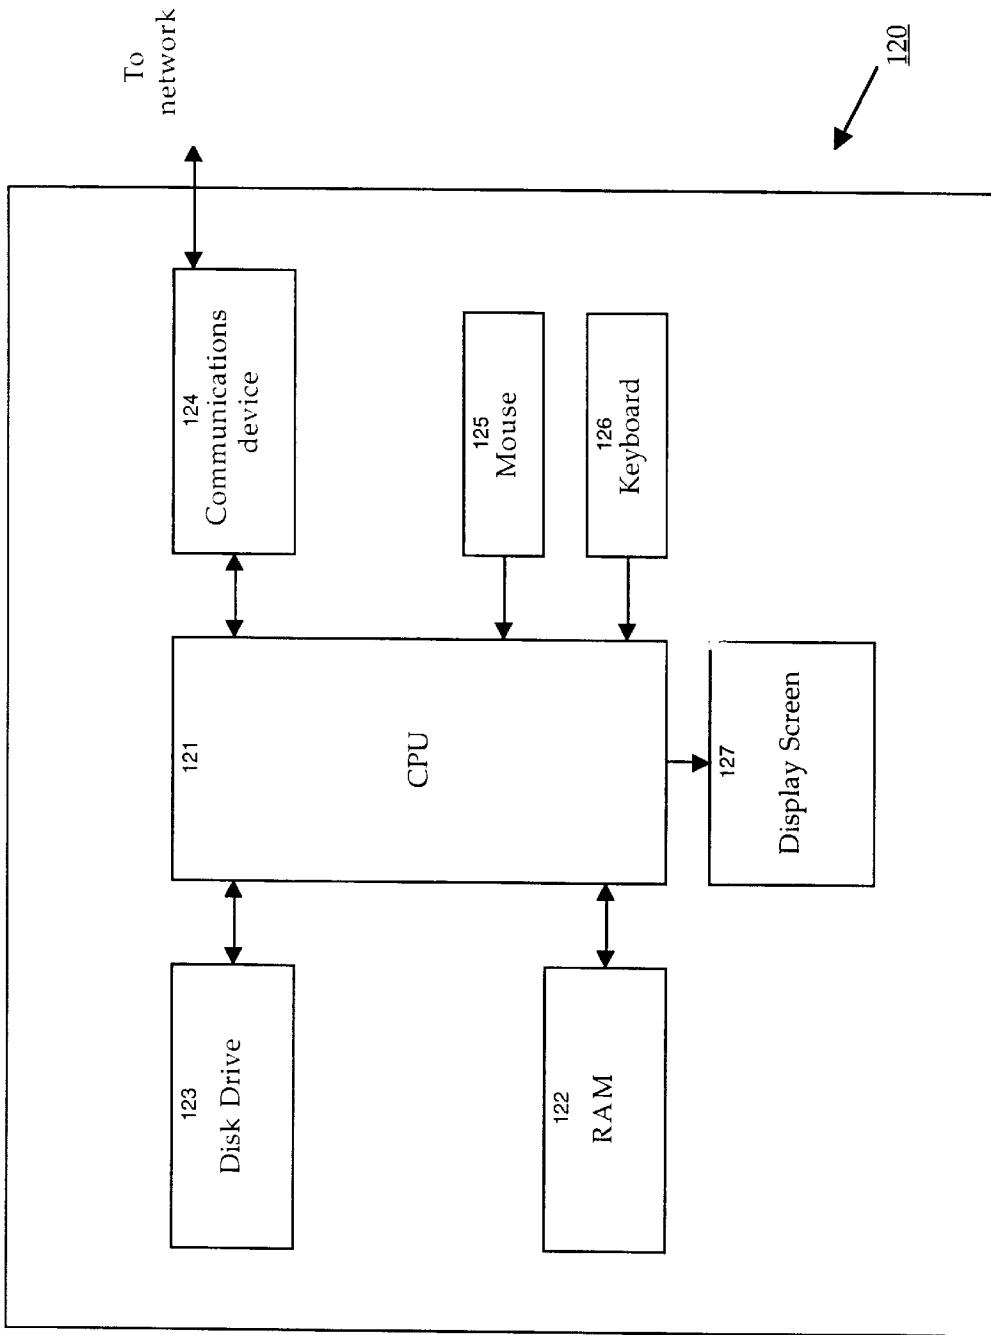 123
Disk Drive
122
RAM
121
CPU
127
Display Screen
124
Communications
device
125
Mouse
126
Keyboard
To
network
120